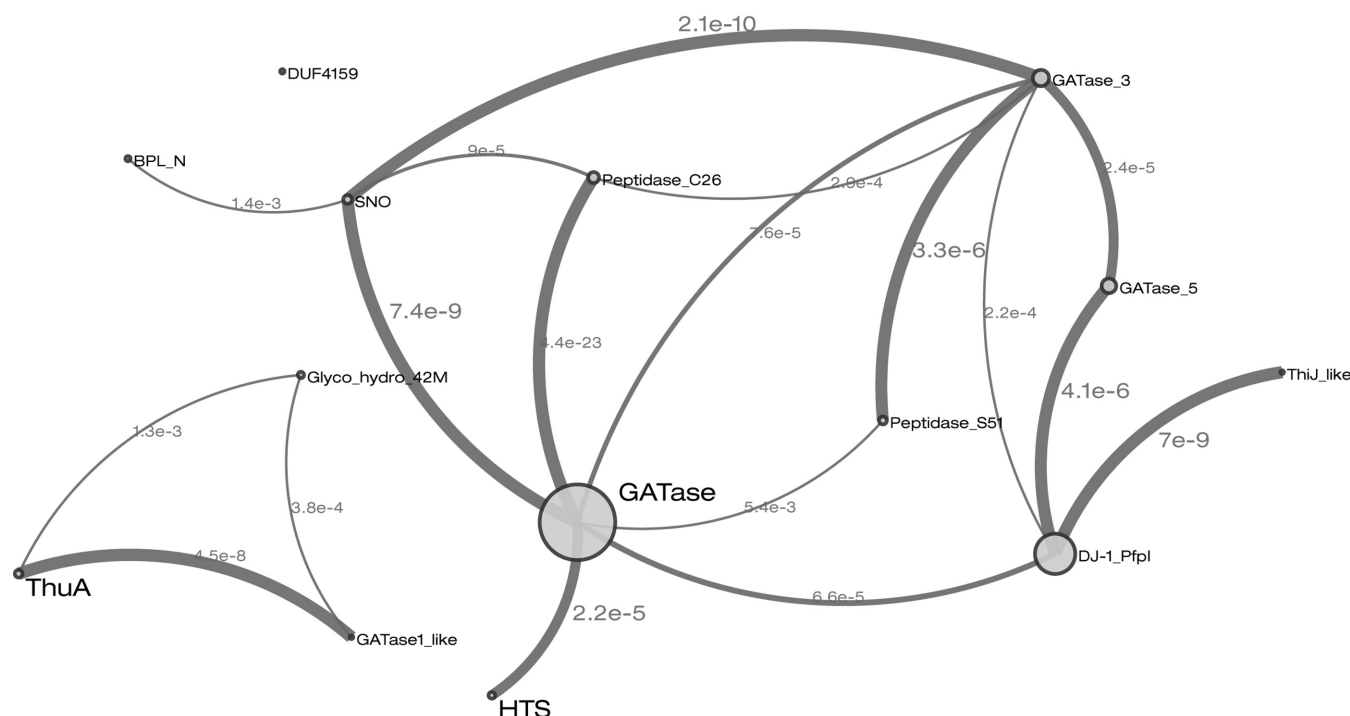 2.1e-10
DUF4159
GATase_3
9e-5
BPL_N
2.4e-5
Peptidase_C26
2.9e-4
1.4e-3
SNO
7.6e-5
3.3e-6
GATase_5
7.4e-9
2.2e-4
4.4e-23
Glyco_hydro_42M
ThiJ_like
4.1e-6
Peptidase_S51
1.3e-3
7e-9
GATase
3.8e-4
5.4e-3
4.5e-8
DJ-1_PfpI
ThuA
6.6e-5
2.2e-5
GATase1_like
HTS